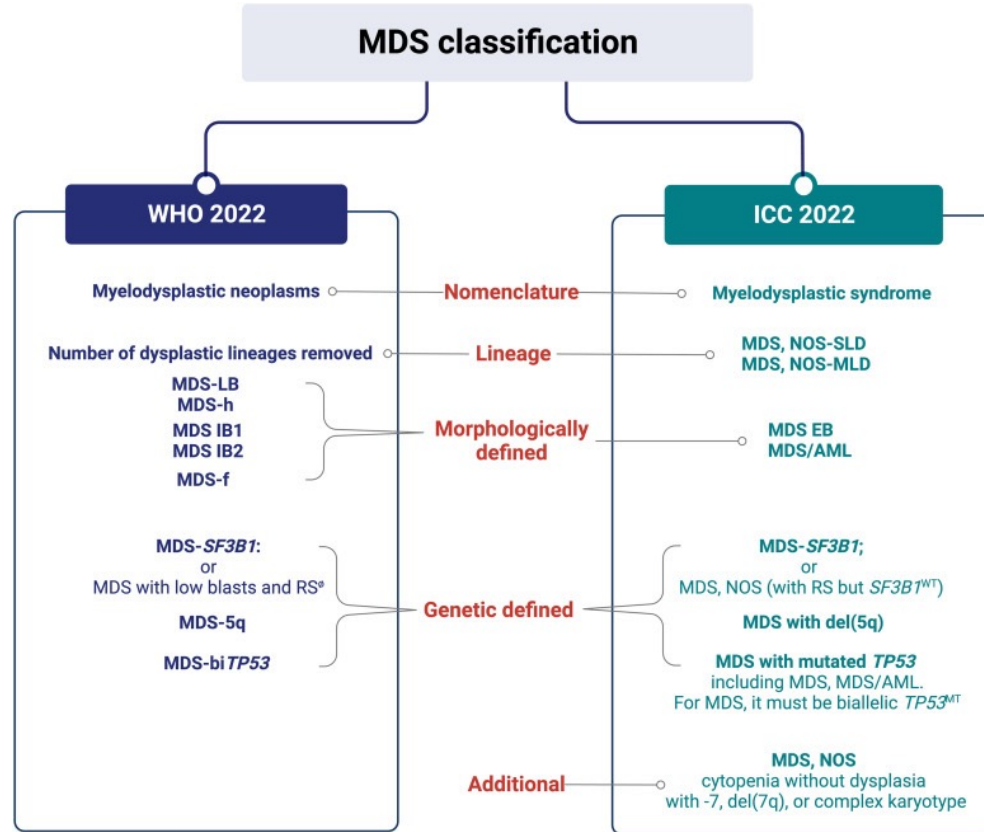 MDS classification
WHO 2022
ICC 2022
Myelodysplastic neoplasms
Nomenclature
Myelodysplastic syndrome
Number of dysplastic lineages removed
Lineage
MDS, NOS-SLD
MDS, NOS-MLD
MDS-LB
MDS-h
MDS IB1
MDS IB2
MDS-f
Morphologically
defined
MDS EB
MDS/AML
MDS-SF3B1:
or
MDS with low blasts and RSø
MDS-5q
MDS-biTP53
Genetic defined
MDS-SF3B1;
or
MDS, NOS (with RS but SF3B1WT)
MDS with del(5q)
MDS with mutated TP53
including MDS, MDS/AML.
For MDS, it must be biallelic TP53MT
Additional
MDS, NOS
cytopenia without dysplasia
with -7, del(7q), or complex karyotype